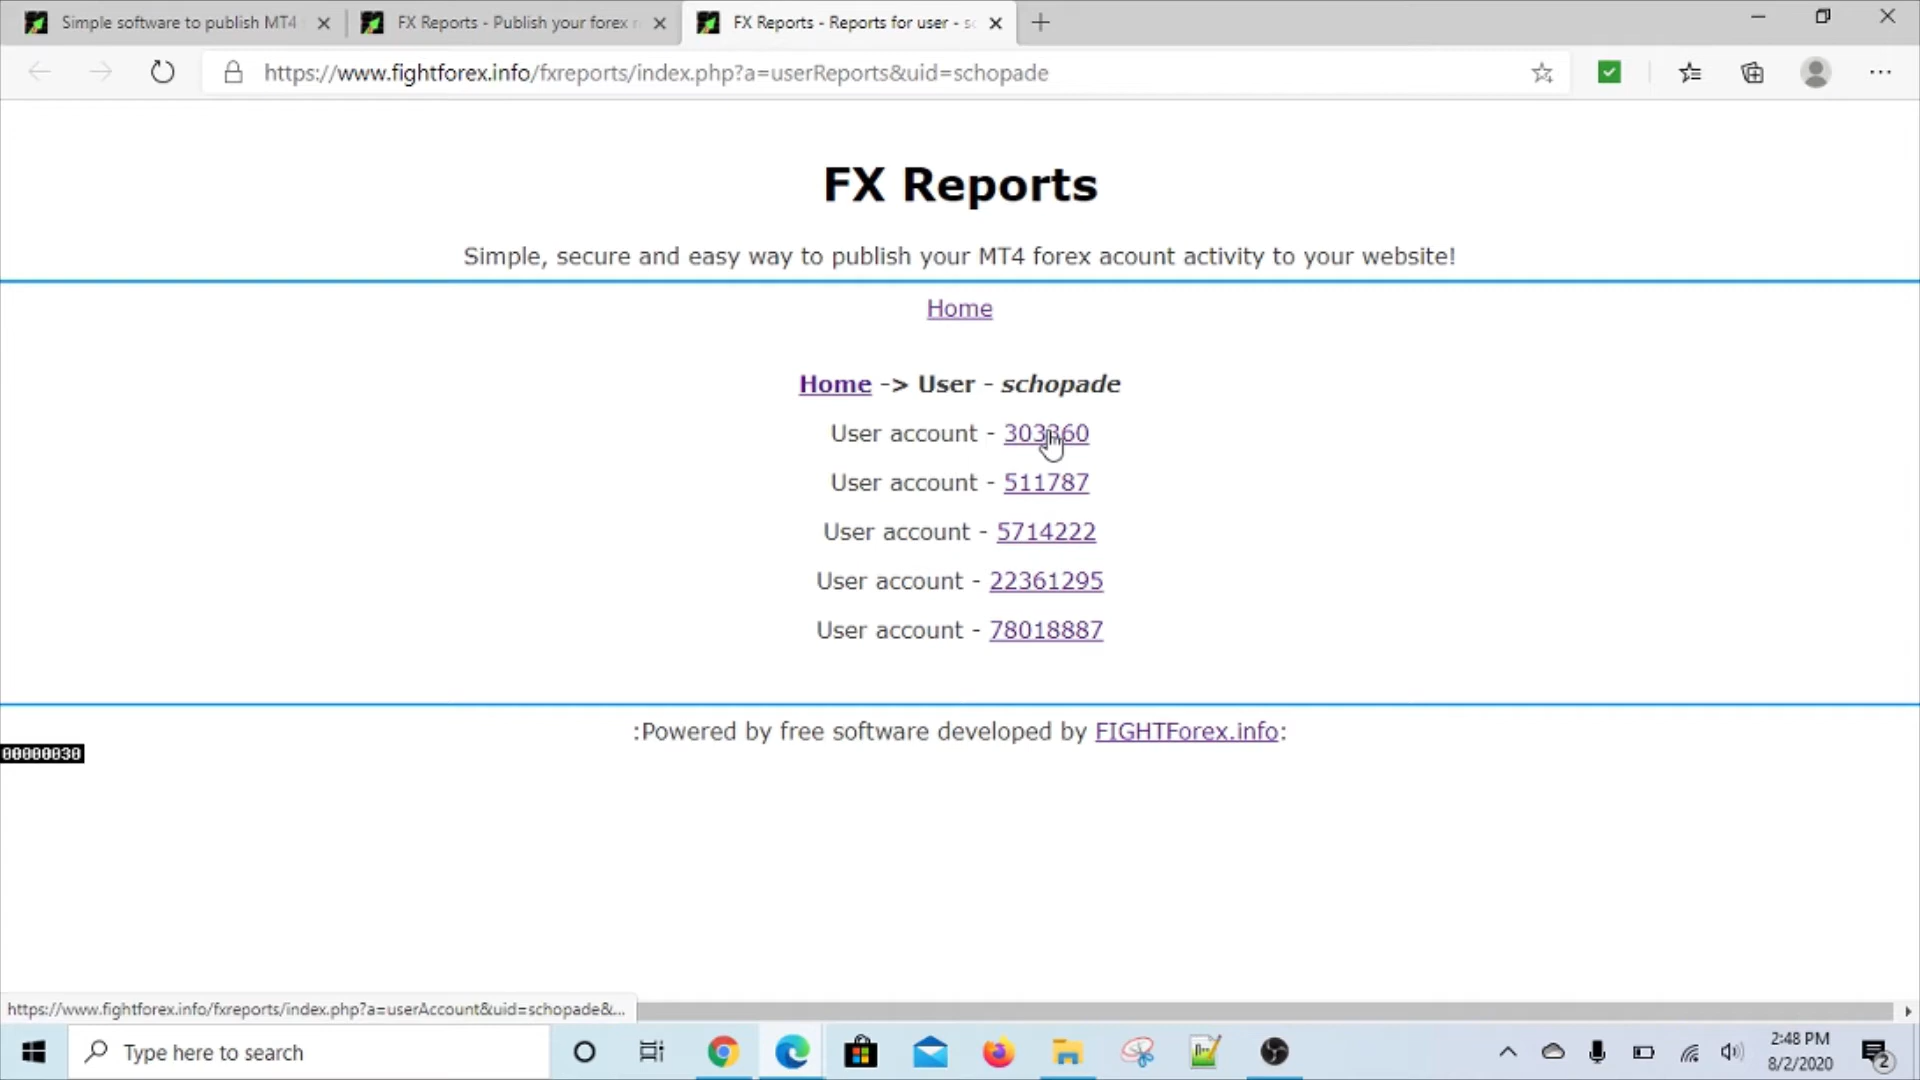 Simple software to publish MT4
FX Reports - Publish your forex r
FX Reports - Reports for user - sc
https://www.fightforex.info/fxreports/index.php?a=userReports&uid=schopade
FX Reports
Simple, secure and easy way to publish your MT4 forex acount activity to your website!
Home
Home -> User - schopade
User account - 303360
User account - 511787
User account - 5714222
User account - 22361295
User account - 78018887
:Powered by free software developed by FIGHTForex.info:
00000030
https://www.fightforex.info/fxreports/index.php?a=userAccount&uid=schopade&...
Type here to search
2:48 PM
8/2/2020
2